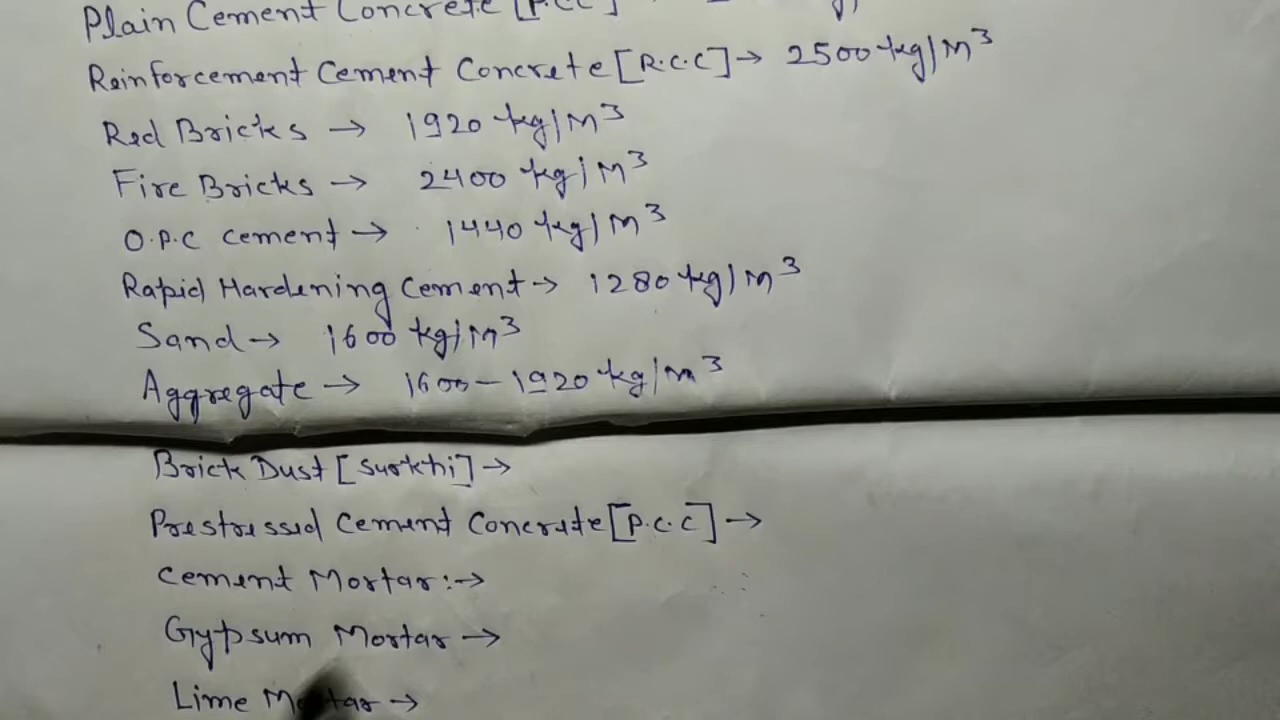 Plain Cement Concrete [P.C.C]
Reinforcement Cement Concrete [R.C.C] → 2500 kg/m³
Red Bricks → 1920 kg/m³
Fire Bricks → 2400 kg/m³
O.P.C cement → 1440 kg/m³
Rapid Hardening Cement → 1280 kg/m³
Sand → 1600 kg/m³
Aggregate → 1600 – 1920 kg/m³
Brick Dust [Surkhi] →
Prestressed Cement Concrete [P.C.C] →
Cement Mortar :→
Gypsum Mortar →
Lime Mortar →